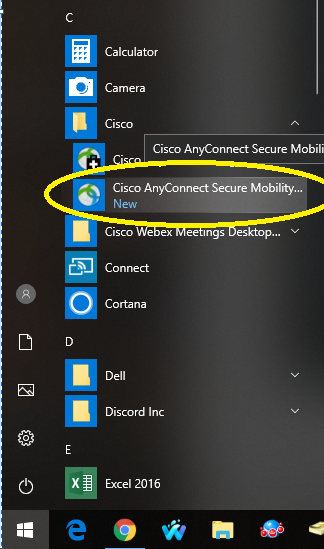 C
Calculator
Camera
Cisco
Cisco
Cisco AnyConnect Secure Mobili
Cisco AnyConnect Secure Mobility...
New
Cisco Webex Meetings Desktop...
Connect
Cortana
D
Dell
Discord Inc
E
Excel 2016